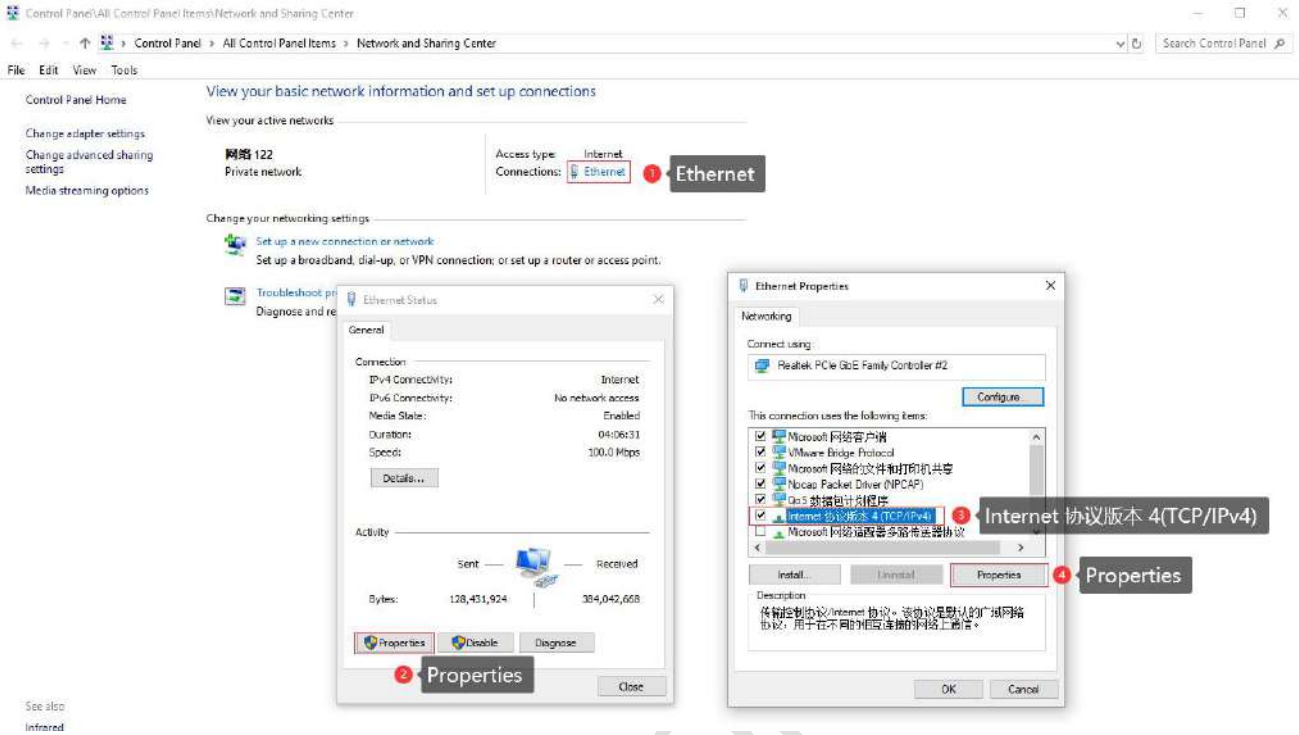 Control Panel\All Control Panel Items\Network and Sharing Center
Control Panel > All Control Panel Items > Network and Sharing Center
Search Control Panel
File Edit View Tools
Control Panel Home
Change adapter settings
Change advanced sharing
settings
Media streaming options
View your basic network information and set up connections
View your active networks
网络 122
Private network
Access type: Internet
Connections: Ethernet
1 Ethernet
Change your networking settings
Set up a new connection or network
Set up a broadband, dial-up, or VPN connection; or set up a router or access point.
Troubleshoot pr
Diagnose and re
Ethernet Status
General
Connection
IPv4 Connectivity: Internet
IPv6 Connectivity: No network access
Media State: Enabled
Duration: 04:06:31
Speed: 100.0 Mbps
Details...
Activity
Sent — — Received
Bytes: 128,431,924 | 384,042,668
Properties Disable Diagnose
2 Properties
Close
Ethernet Properties
Networking
Connect using:
Realtek PCIe GbE Family Controller #2
Configure...
This connection uses the following items:
Microsoft 网络客户端
VMware Bridge Protocol
Microsoft 网络的文件和打印机共享
Npcap Packet Driver (NPCAP)
QoS 数据包计划程序
Internet 协议版本 4 (TCP/IPv4)
3 Internet 协议版本 4(TCP/IPv4)
Microsoft 网络适配器多路传送器协议
Install... Uninstall Properties
4 Properties
Description
传输控制协议/Internet 协议。该协议是默认的广域网络
协议，用于在不同的相互连接的网络上通信。
OK Cancel
See also
Infrared